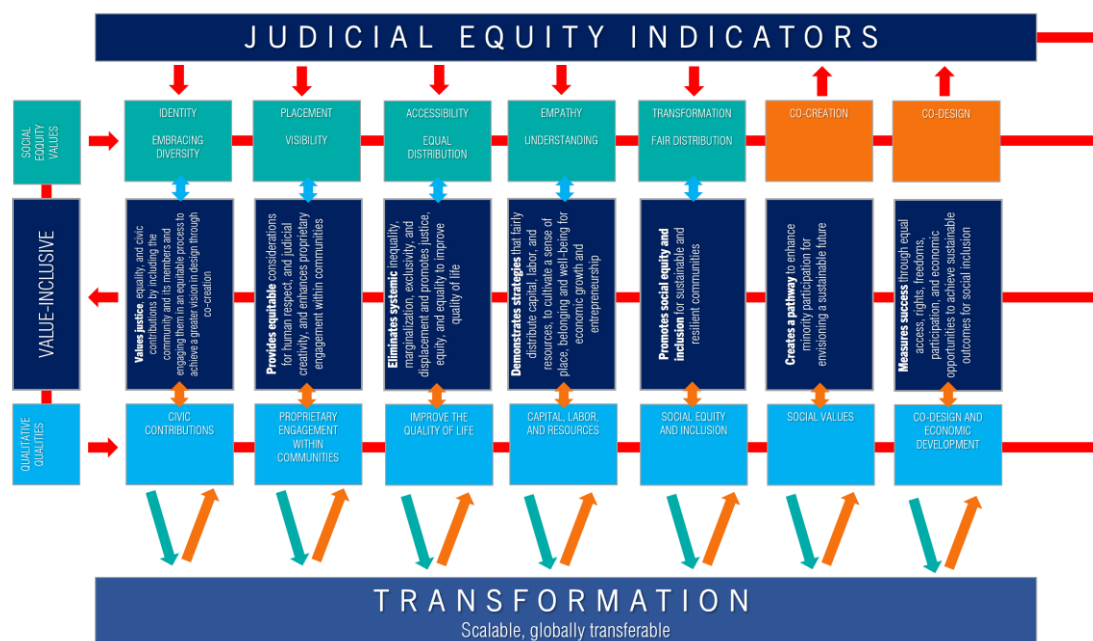 JUDICIAL EQUITY INDICATORS
SOCIAL
EQQUITY
VALUES
IDENTITY
EMBRACING
DIVERSITY
PLACEMENT
VISIBILITY
ACCESSIBILITY
EQUAL
DISTRIBUTION
EMPATHY
UNDERSTANDING
TRANSFORMATION
FAIR DISTRIBUTION
CO-CREATION
CO-DESIGN
VALUE-INCLUSIVE
Values justice, equality, and civic
contributions by including the
community and its members and
engaging them in an equitable process to
achieve a greater vision design through
co-creation
Provides equitable considerations
for human respect, and judicial
creativity, and enhances proprietary
engagement within communities
Eliminates systemic inequality,
marginalization, exclusivity, and
displacement and promotes justice,
equity, and equality to improve
quality of life
Demonstrates strategies that fairly
distribute capital, labor, and
resources, to cultivate a sense of
place, belonging and well–being for
economic growth and
entrepreneurship
Promotes social equity and
inclusion for sustainable and
resilient communities
Creates a pathway to enhance
minority participation for
envisioning a sustainable future
Measures success through equal
access, rights, freedoms,
participation, and economic
opportunities to achieve sustainable
outcomes for social inclusion
QUALITATIVE
QUALITIES
CIVIC
CONTRIBUTIONS
PROPRIETARY
ENGAGEMENT
WITHIN
COMMUNITIES
IMPROVE THE
QUALITY OF LIFE
CAPITAL, LABOR,
AND RESOURCES
SOCIAL EQUITY
AND INCLUSION
SOCIAL VALUES
CO-DESIGN AND
ECONOMIC
DEVELOPMENT
TRANSFORMATION
Scalable, globally transferable